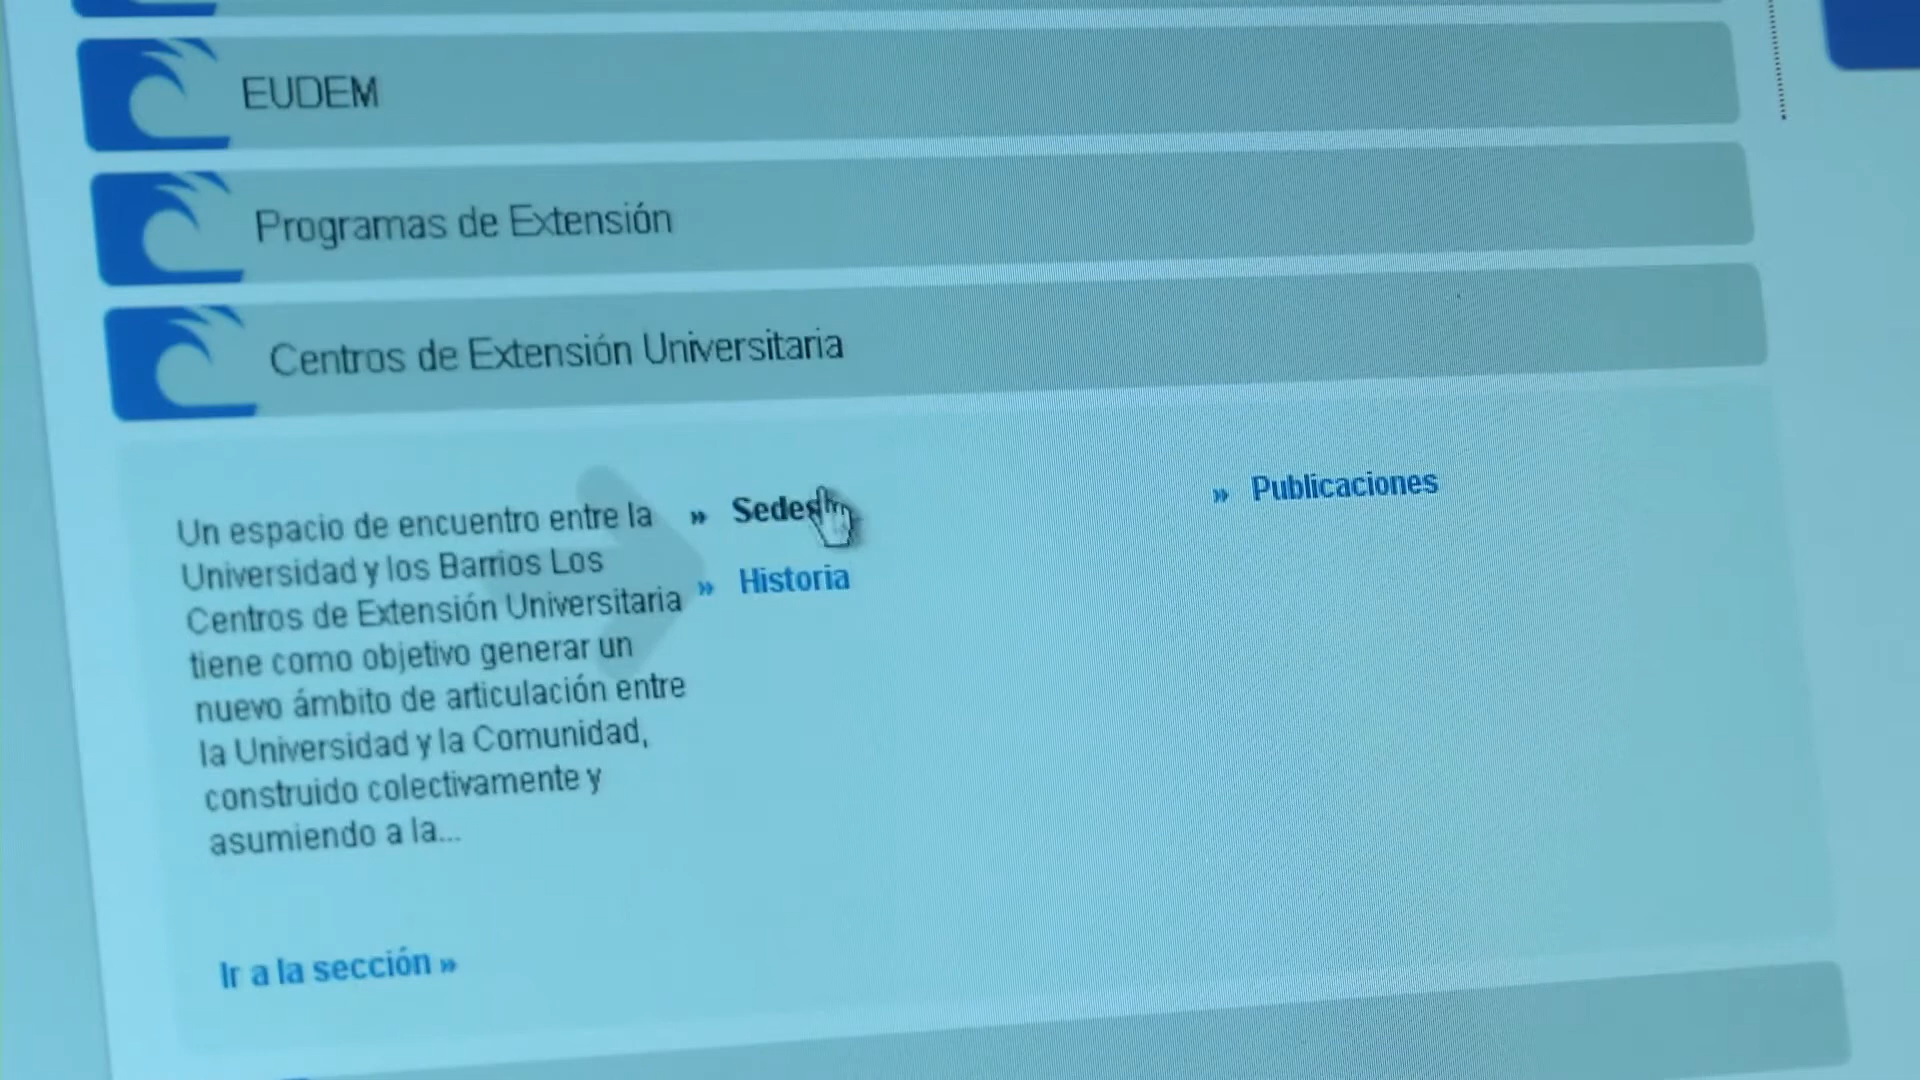 EUDEM
Programas de Extensión
Centros de Extensión Universitaria
Un espacio de encuentro entre la
Universidad y los Barrios Los
Centros de Extensión Universitaria
tiene como objetivo generar un
nuevo ámbito de articulación entre
la Universidad y la Comunidad,
construido colectivamente y
asumiendo a la...
Ir a la sección »
» Sedes
» Historia
» Publicaciones